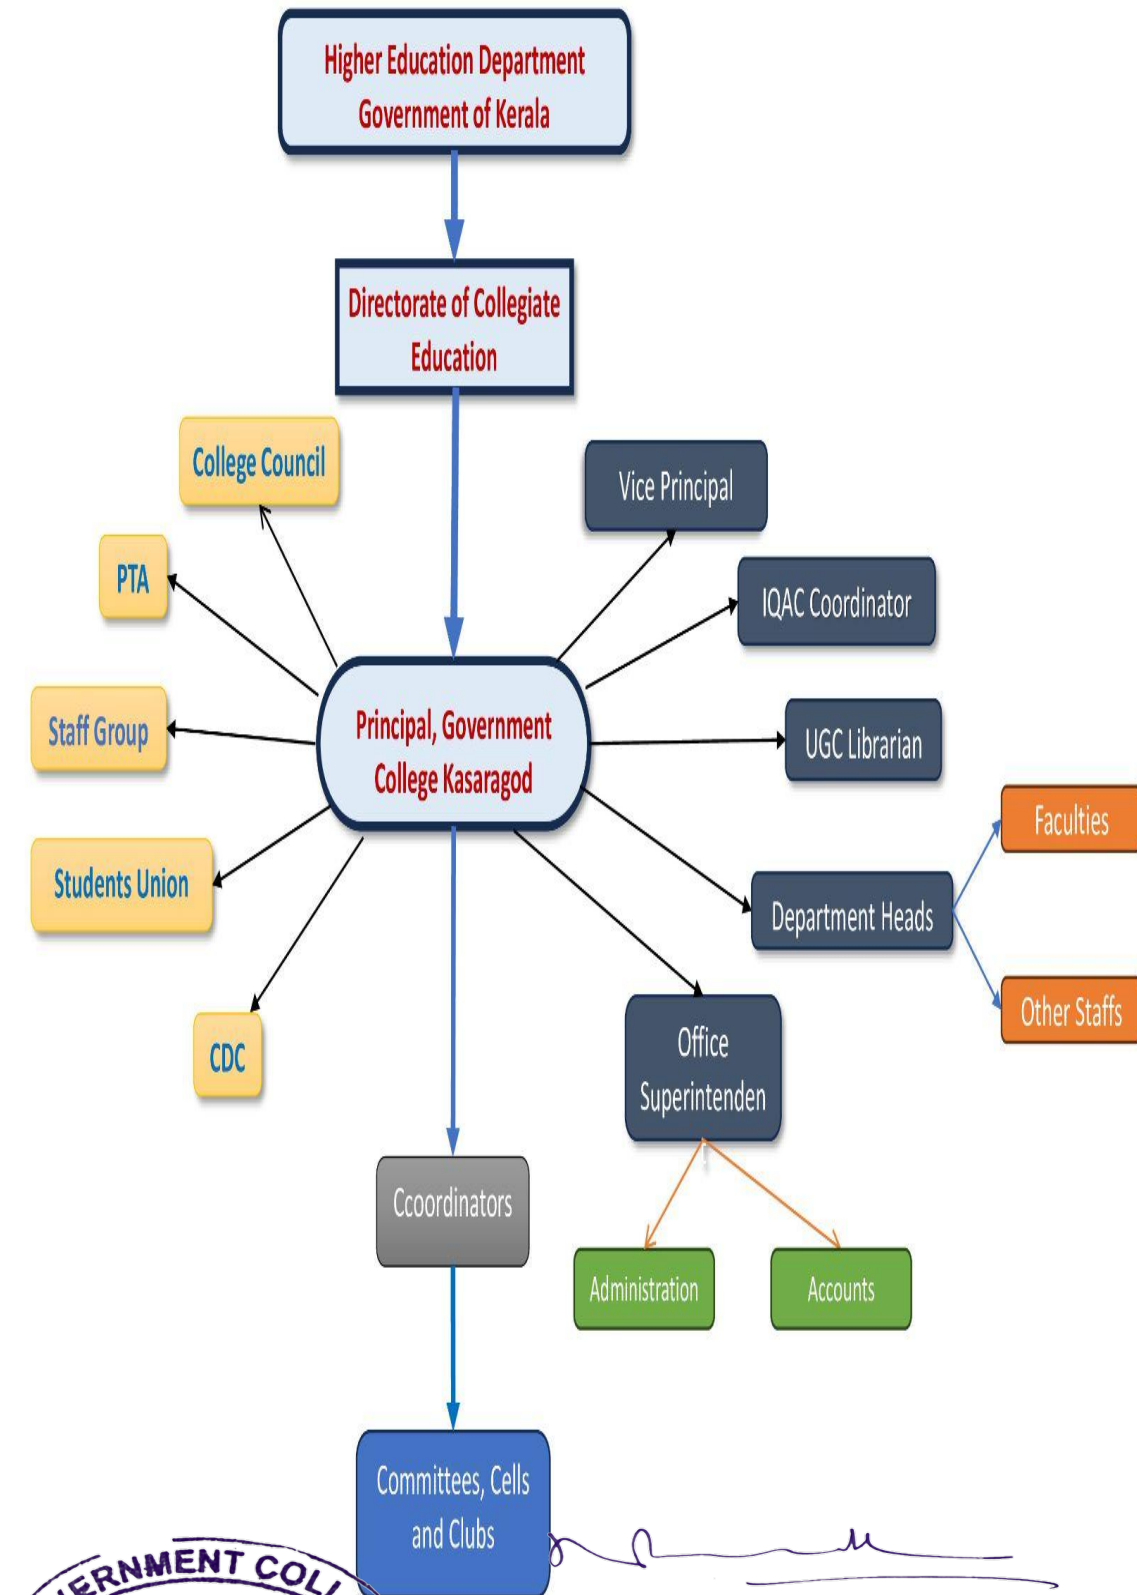 Higher Education Department
Government of Kerala
Directorate of Collegiate
Education
College Council
Vice Principal
PTA
IQAC Coordinator
Staff Group
Principal, Government
College Kasaragod
UGC Librarian
Faculties
Students Union
Department Heads
Other Staffs
CDC
Office
Superintenden
t
Ccoordinators
Administration
Accounts
Committees, Cells
and Clubs
ERNMENT COLL